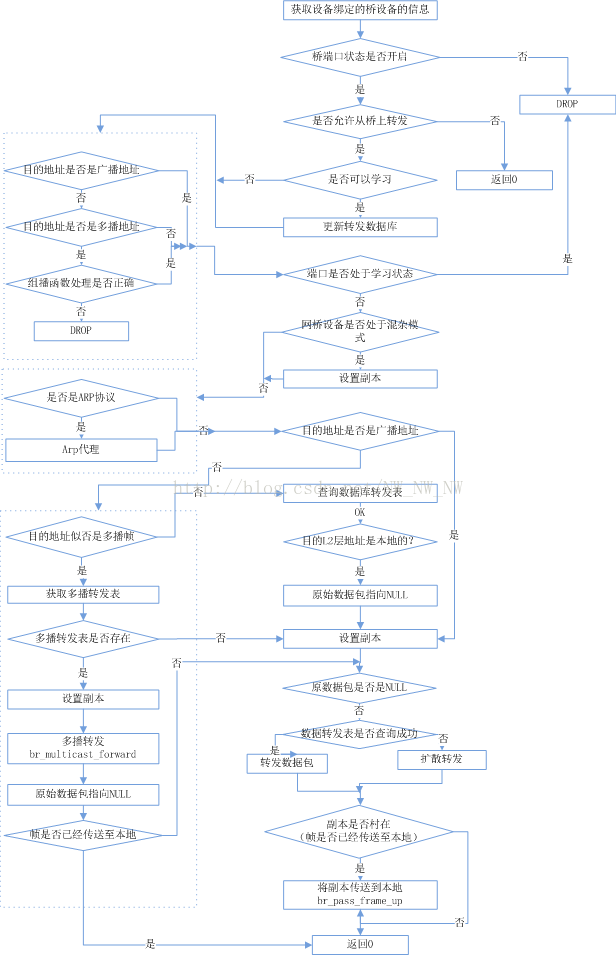 获取设备绑定的桥设备的信息
桥端口状态是否开启
否
是
DROP
是否允许从桥上转发
否
是
目的地址是否是广播地址
是否可以学习
返回0
否
是
否
是
目的地址是否是多播地址
更新转发数据库
否
是
是
组播函数处理是否正确
端口是否处于学习状态
是
否
否
DROP
网桥设备是否处于混杂模
式
是
设置副本
否
是否是ARP协议
是
否
目的地址是否是广播地址
Arp代理
否
http://blog.csdn.net/NW_NW_NW
否
查询数据库转发表
OK
是
目的地址似否是多播帧
目的L2层地址是本地的?
是
是
获取多播转发表
原始数据包指向NULL
多播转发表是否存在
否
设置副本
是
否
设置副本
原数据包是否是NULL
否
多播转发
br_multicast_forward
数据转发表是否查询成功
是
否
转发数据包
扩散转发
原始数据包指向NULL
帧是否已经传送至本地
副本是否村在
（帧是否已经传送至本地）
是
将副本传送到本地
br_pass_frame_up
否
是
返回0